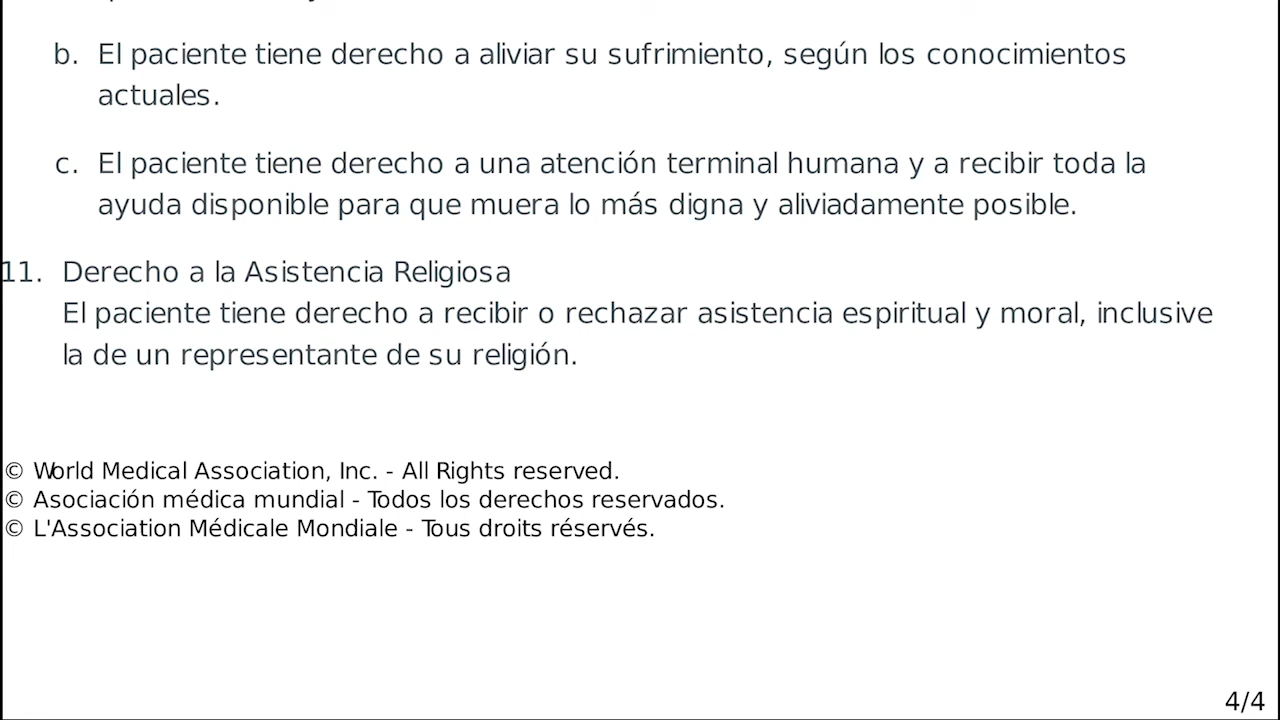 b. El paciente tiene derecho a aliviar su sufrimiento, según los conocimientos
actuales.
c. El paciente tiene derecho a una atención terminal humana y a recibir toda la
ayuda disponible para que muera lo más digna y aliviadamente posible.
11. Derecho a la Asistencia Religiosa
El paciente tiene derecho a recibir o rechazar asistencia espiritual y moral, inclusive
la de un representante de su religión.
© World Medical Association, Inc. - All Rights reserved.
© Asociación médica mundial - Todos los derechos reservados.
© L'Association Médicale Mondiale - Tous droits réservés.
4/4